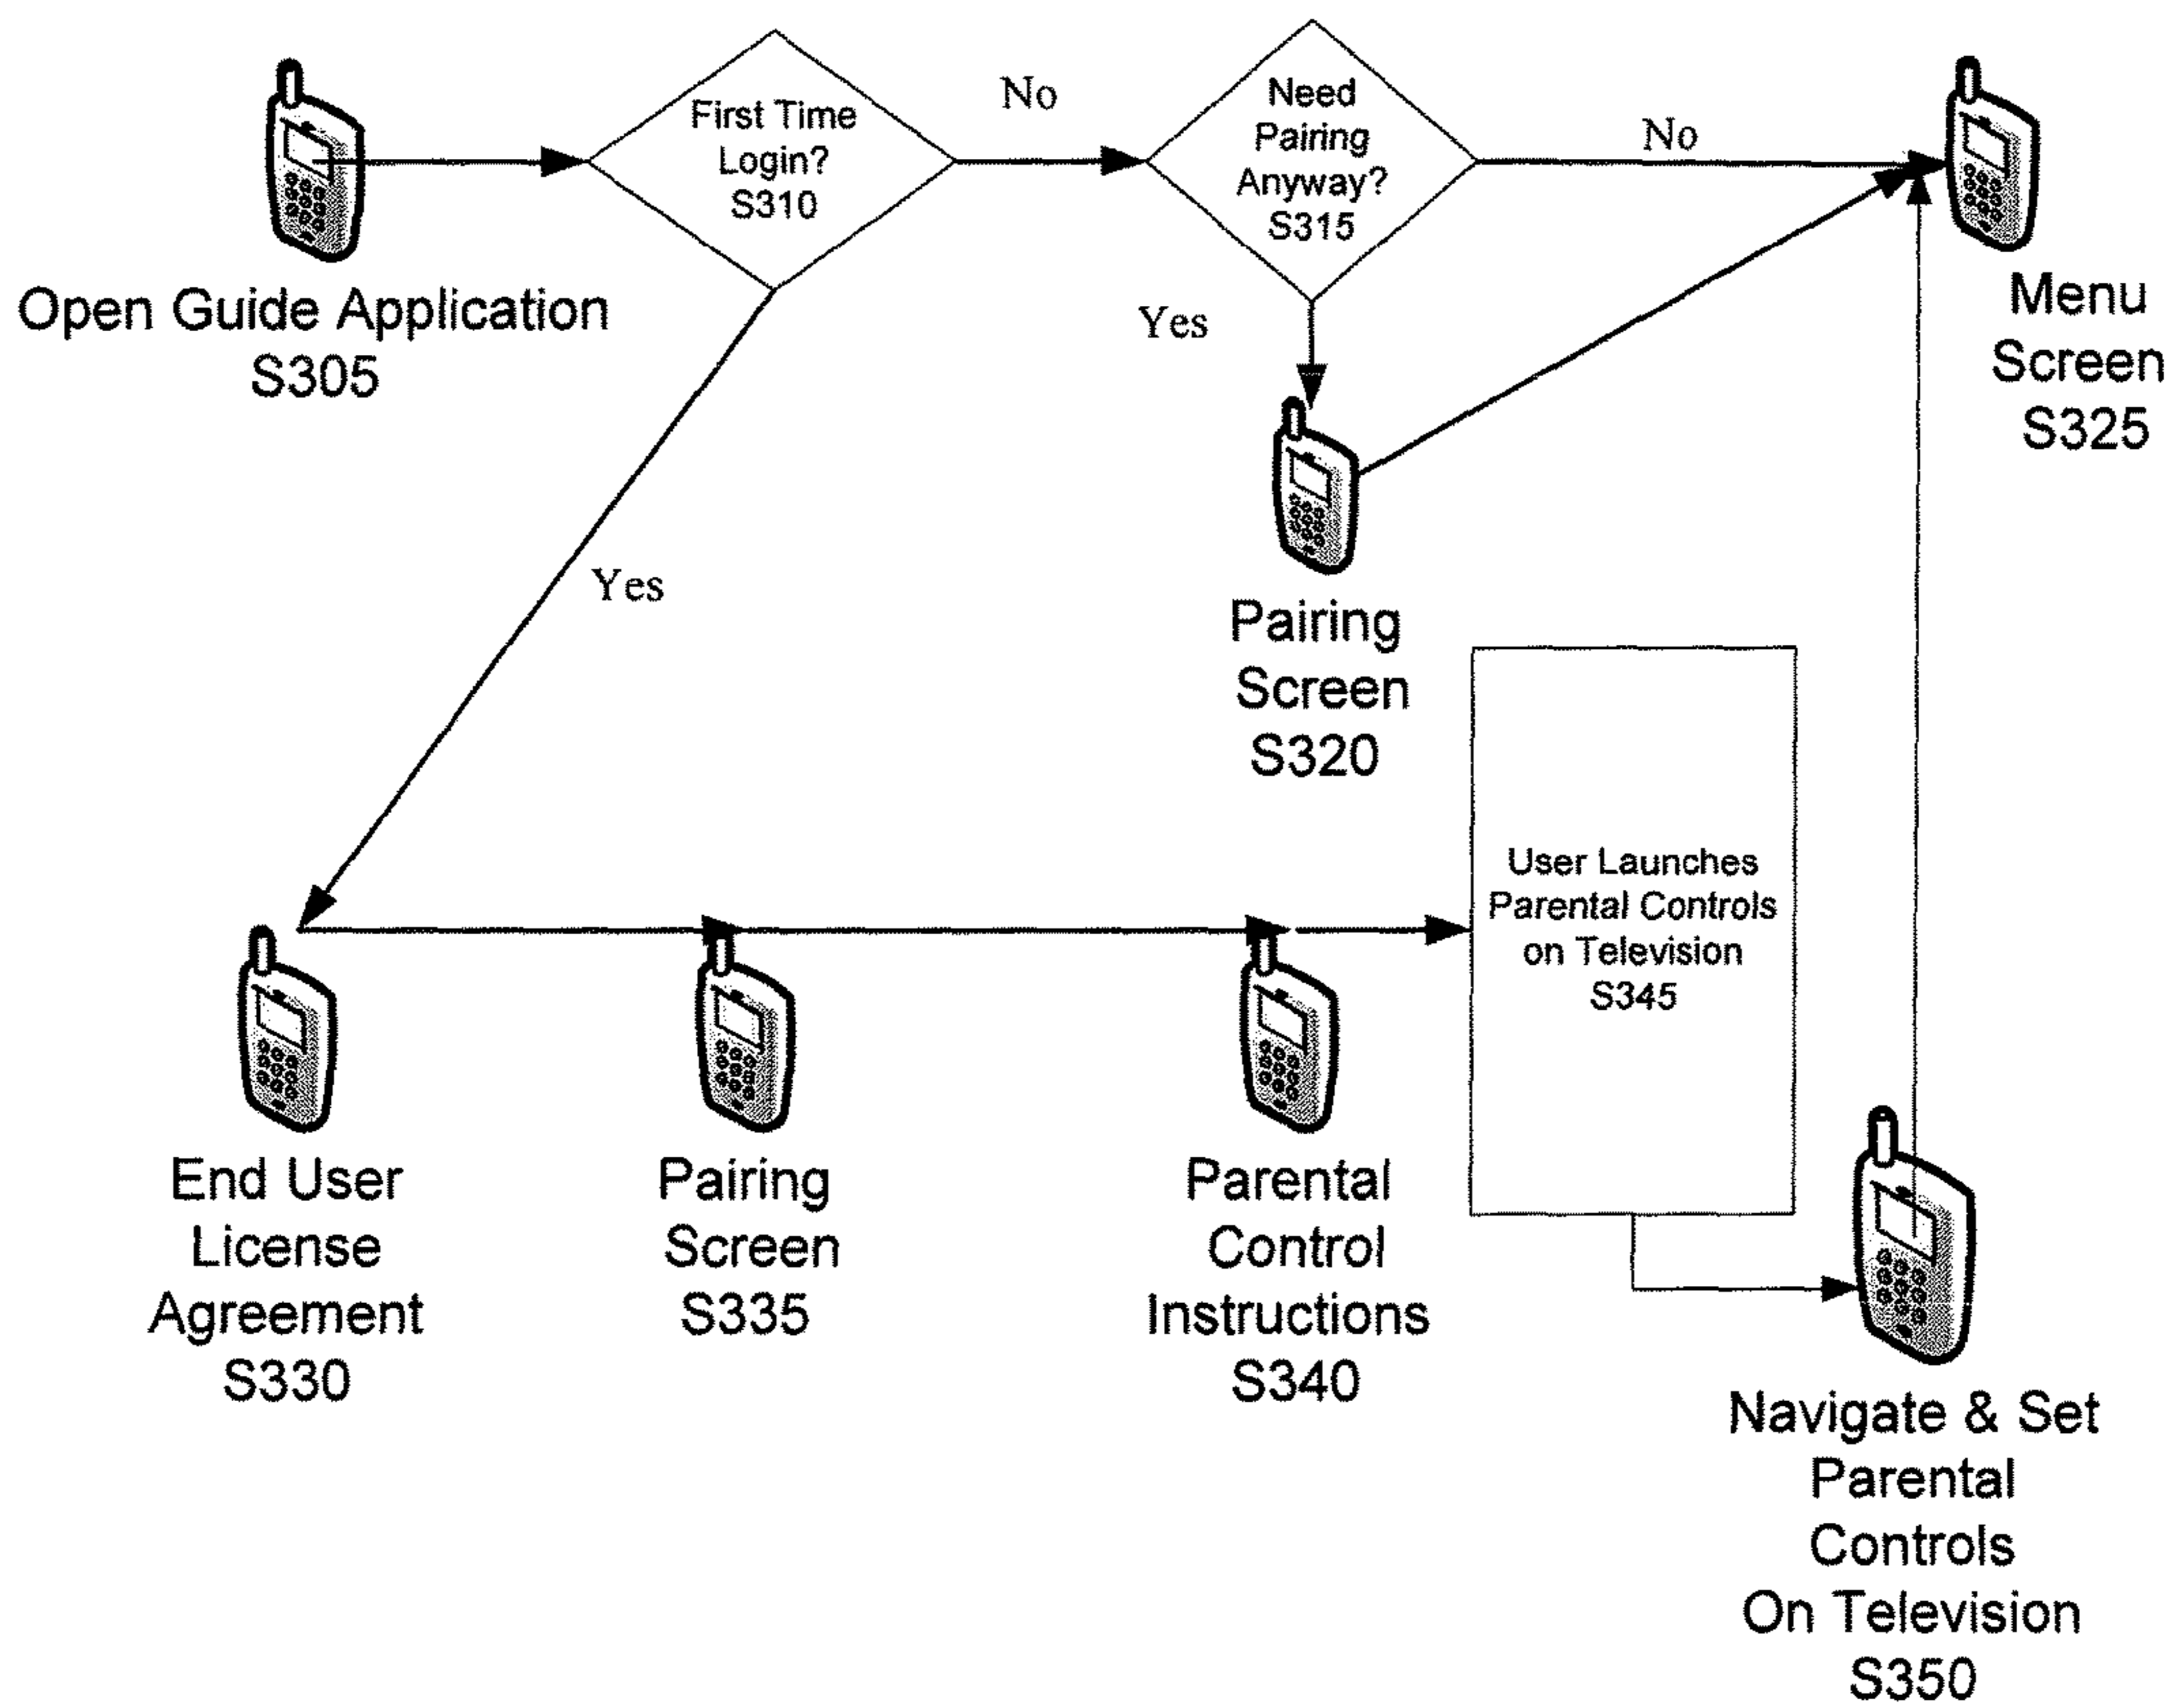 Open Guide Application
S305
First Time
Login?
S310
No
Need
Pairing
Anyway?
S315
No
Menu
Screen
S325
Yes
Pairing
Screen
S320
Yes
User Launches
Parental Controls
on Television
S345
End User
License
Agreement
S330
Pairing
Screen
S335
Parental
Control
Instructions
S340
Navigate & Set
Parental
Controls
On Television
S350